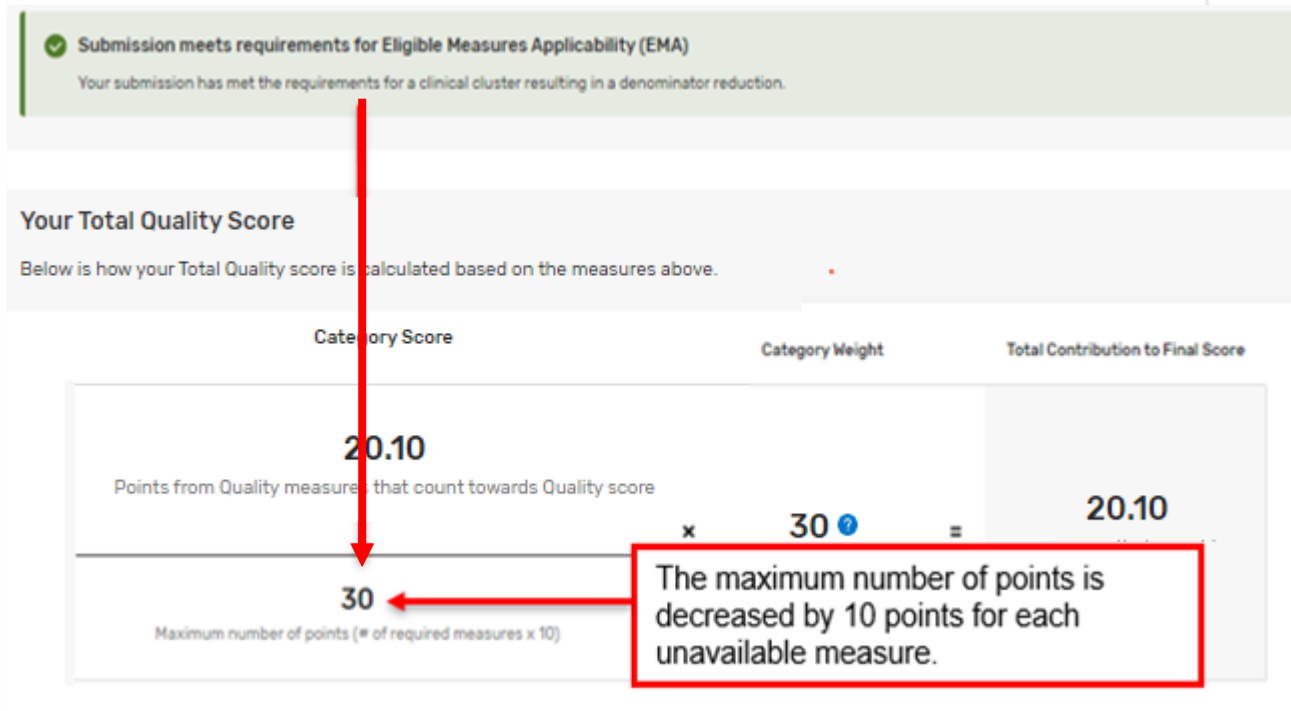 Submission meets requirements for Eligible Measures Applicability (EMA)
Your submission has met the requirements for a clinical cluster resulting in a denominator reduction.
Your Total Quality Score
Below is how your Total Quality score is calculated based on the measures above.
Category Score
Category Weight
Total Contribution to Final Score
20.10
Points from Quality measures that count towards Quality score
x
30 ?
=
20.10
30
Maximum number of points (# of required measures x 10)
The maximum number of points is
decreased by 10 points for each
unavailable measure.